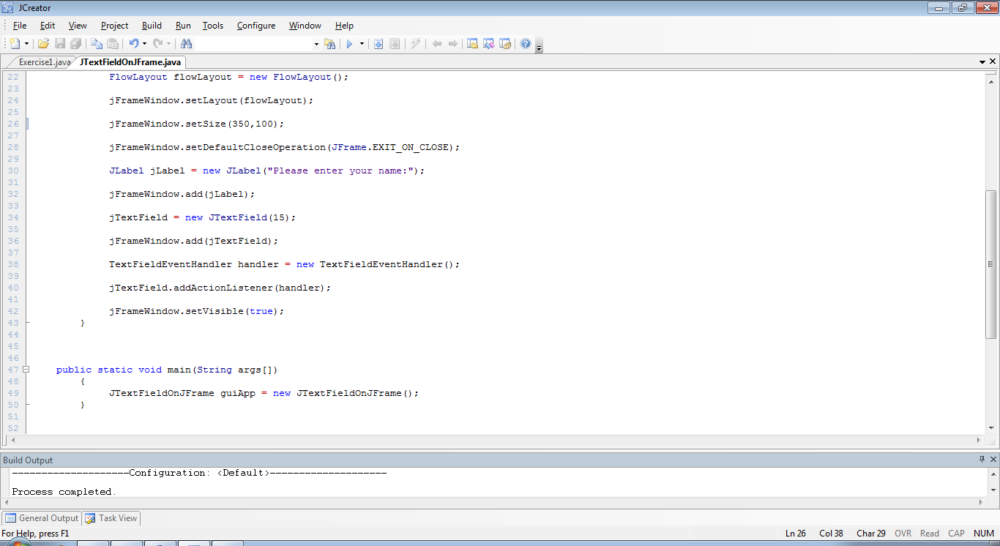 JCreator
File Edit View Project Build Run Tools Configure Window Help
Exercise1.java JTextFieldOnJFrame.java
22 FlowLayout flowLayout = new FlowLayout();
23
24 jFrameWindow.setLayout(flowLayout);
25
26 jFrameWindow.setSize(350,100);
27
28 jFrameWindow.setDefaultCloseOperation(JFrame.EXIT_ON_CLOSE);
29
30 JLabel jLabel = new JLabel("Please enter your name:");
31
32 jFrameWindow.add(jLabel);
33
34 jTextField = new JTextField(15);
35
36 jFrameWindow.add(jTextField);
37
38 TextFieldEventHandler handler = new TextFieldEventHandler();
39
40 jTextField.addActionListener(handler);
41
42 jFrameWindow.setVisible(true);
43 }
44
45
46
47 public static void main(String args[])
48 {
49 JTextFieldOnJFrame guiApp = new JTextFieldOnJFrame();
50 }
51
52
Build Output
--------------------Configuration: <Default>--------------------
Process completed.
General Output Task View
For Help, press F1 Ln 26 Col 38 Char 29 OVR Read CAP NUM